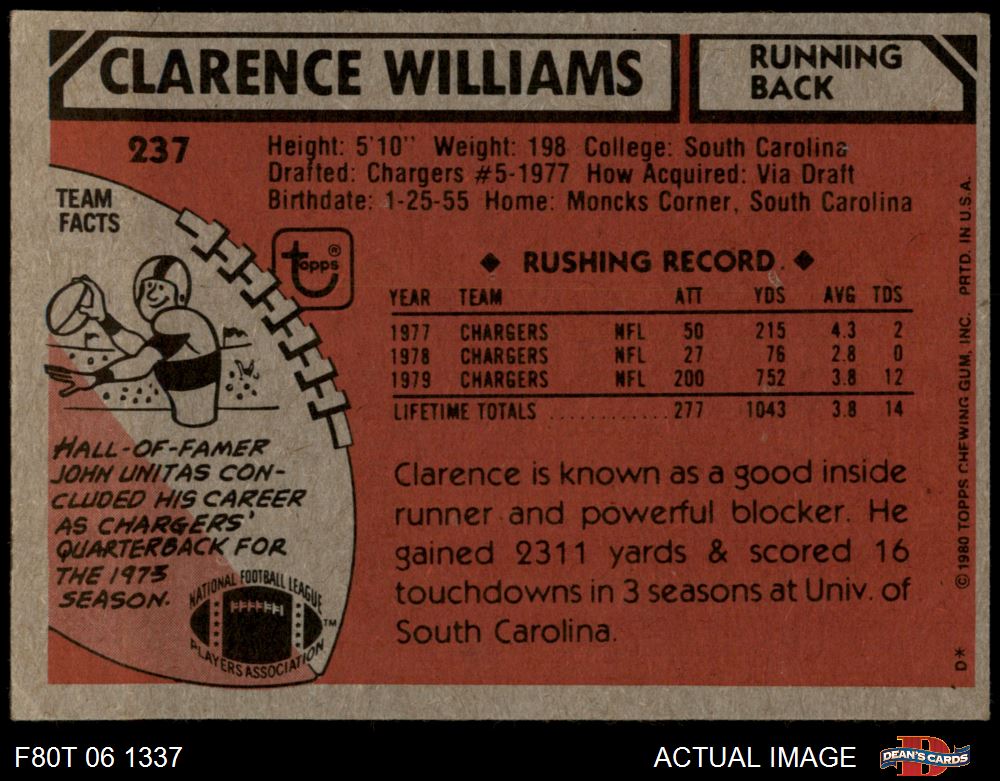 CLARENCE WILLIAMS
RUNNING
BACK
237
Height: 5'10" Weight: 198 College: South Carolina
Drafted: Chargers #5-1977 How Acquired: Via Draft
Birthdate: 1-25-55 Home: Moncks Corner, South Carolina
TEAM
FACTS
topps®
◆ RUSHING RECORD ◆
YEAR TEAM ATT YDS AVG TDS
1977 CHARGERS NFL 50 215 4.3 2
1978 CHARGERS NFL 27 76 2.8 0
1979 CHARGERS NFL 200 752 3.8 12
LIFETIME TOTALS ............ 277 1043 3.8 14
HALL-OF-FAMER
JOHN UNITAS CON-
CLUDED HIS CAREER
AS CHARGERS'
QUARTERBACK FOR
THE 1973
SEASON.
NATIONAL FOOTBALL LEAGUE
PLAYERS ASSOCIATION™
Clarence is known as a good inside
runner and powerful blocker. He
gained 2311 yards & scored 16
touchdowns in 3 seasons at Univ. of
South Carolina.
©1980 TOPPS CHEWING GUM, INC. PRTD. IN U.S.A.
D*
F80T 06 1337
ACTUAL IMAGE
DEAN'S CARDS